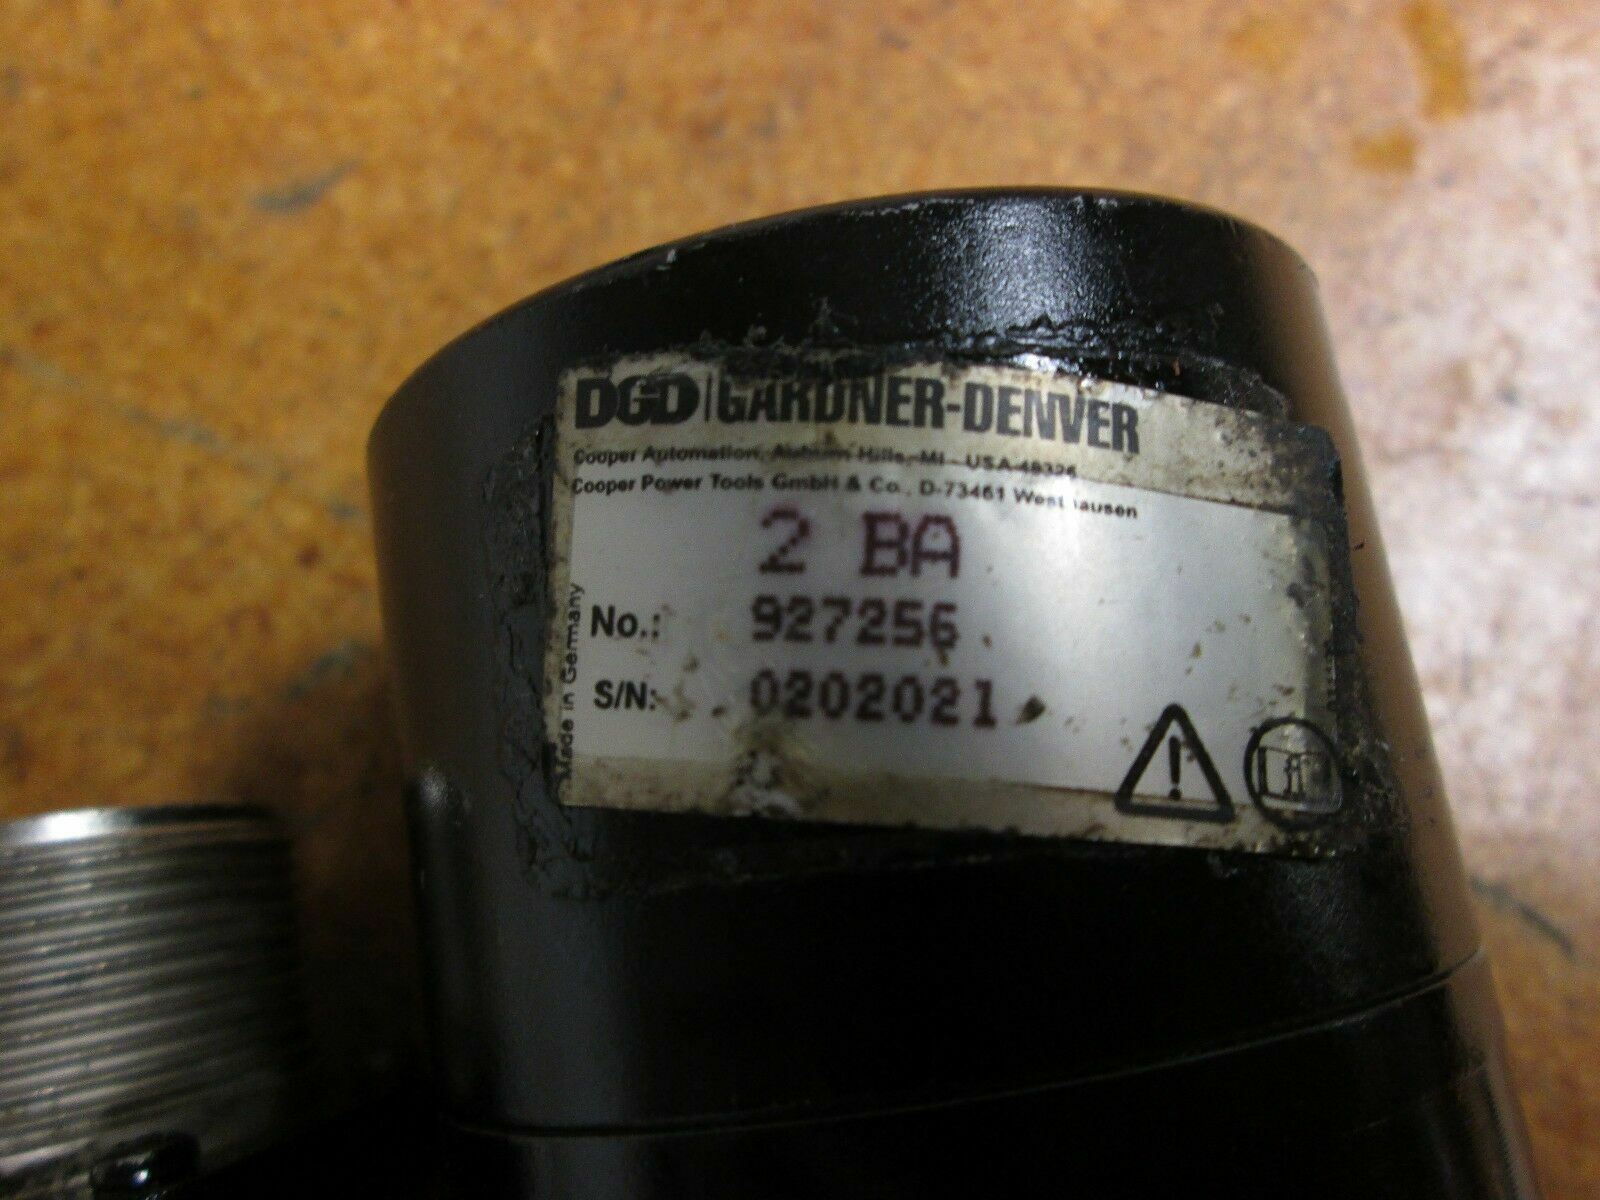 DGD GARDNER-DENVER
Cooper Automation, Auburn Hills, MI - USA 48326
Cooper Power Tools GmbH & Co., D-73461 Westhausen
2 BA
No.: 927256
S/N: 0202021
Made in Germany